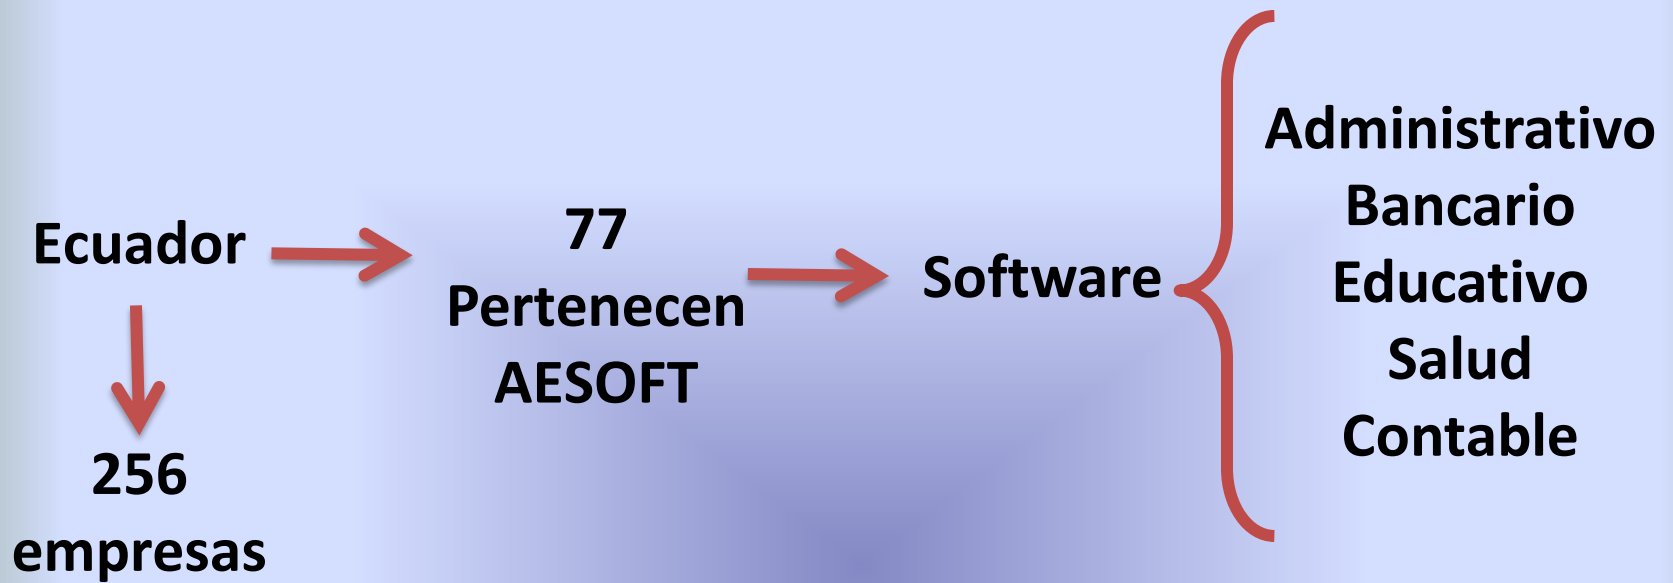 Ecuador
256
empresas
77
Pertenecen
AESOFT
Software
Administrativo
Bancario
Educativo
Salud
Contable